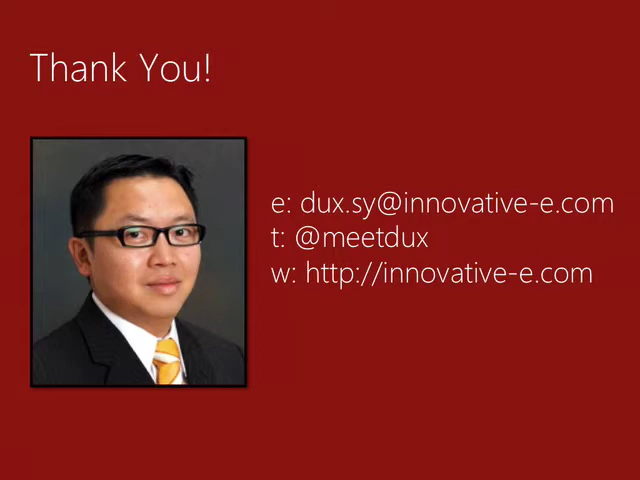 Thank You!
e: dux.sy@innovative-e.com
t: @meetdux
w: http://innovative-e.com